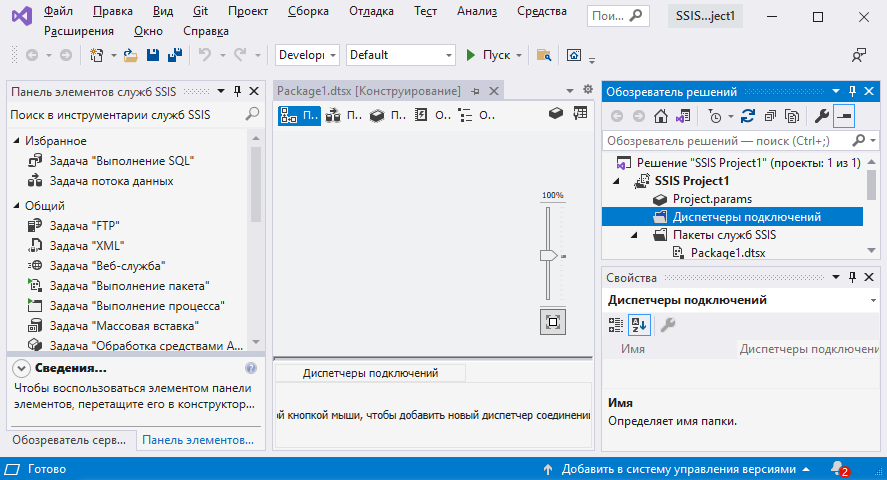 Файл Правка Вид Git Проект Сборка Отладка Тест Анализ Средства Пои... SSIS...ject1
Расширения Окно Справка
Develop Default Пуск
Панель элементов служб SSIS
Поиск в инструментарии служб SSIS
Избранное
Задача "Выполнение SQL"
Задача потока данных
Общий
Задача "FTP"
Задача "XML"
Задача "Веб-служба"
Задача "Выполнение пакета"
Задача "Выполнение процесса"
Задача "Массовая вставка"
Задача "Обработка средствами A...
Сведения...
Чтобы воспользоваться элементом панели
элементов, перетащите его в конструктор...
Обозреватель серв... Панель элементов...
Package1.dtsx [Конструирование]
П.. П.. П.. О.. О..
100%
Диспетчеры подключений
ой кнопкой мыши, чтобы добавить новый диспетчер соединени
Обозреватель решений
Обозреватель решений — поиск (Ctrl+;)
Решение "SSIS Project1" (проекты: 1 из 1)
SSIS Project1
Project.params
Диспетчеры подключений
Пакеты служб SSIS
Package1.dtsx
Свойства
Диспетчеры подключений
Имя Диспетчеры подключени
Имя
Определяет имя папки.
Готово Добавить в систему управления версиями 2